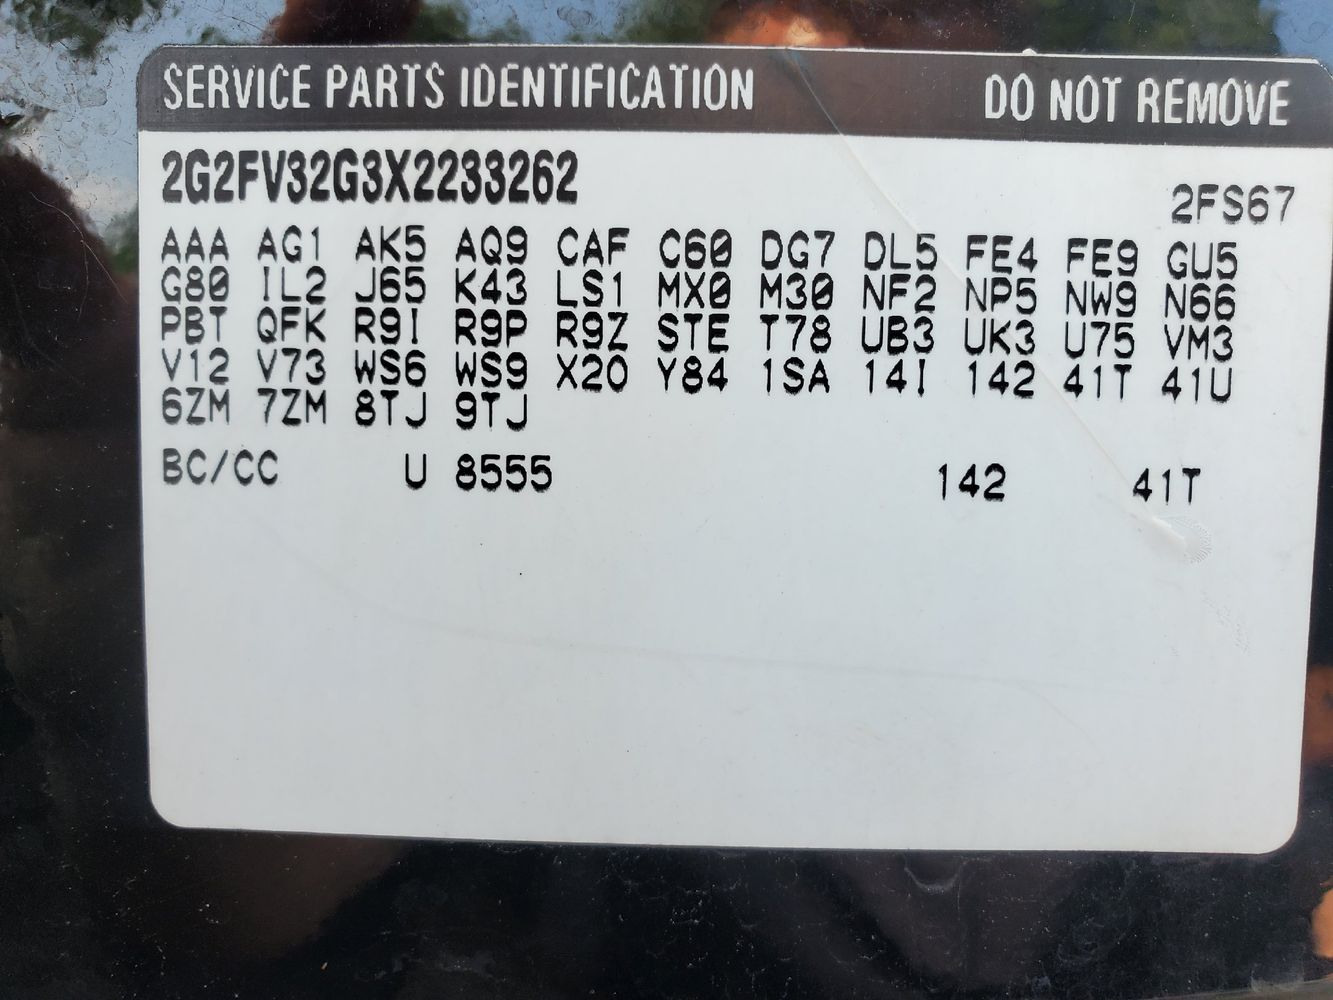 SERVICE PARTS IDENTIFICATION DO NOT REMOVE
2G2FV32G3X2233262 2FS67
AAA AG1 AK5 AQ9 CAF C60 DG7 DL5 FE4 FE9 GU5
G80 IL2 J65 K43 LS1 MX0 M30 NF2 NP5 NW9 N66
PBT QFK R9I R9P R9Z STE T78 UB3 UK3 U75 VM3
V12 V73 WS6 WS9 X20 Y84 1SA 14I 142 41T 41U
6ZM 7ZM 8TJ 9TJ
BC/CC U 8555 142 41T